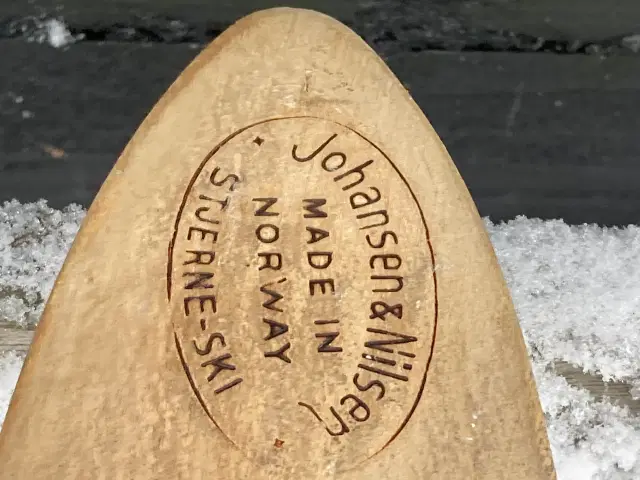 Johansen & Nilsen
MADE IN
NORWAY
STJERNE-SKI